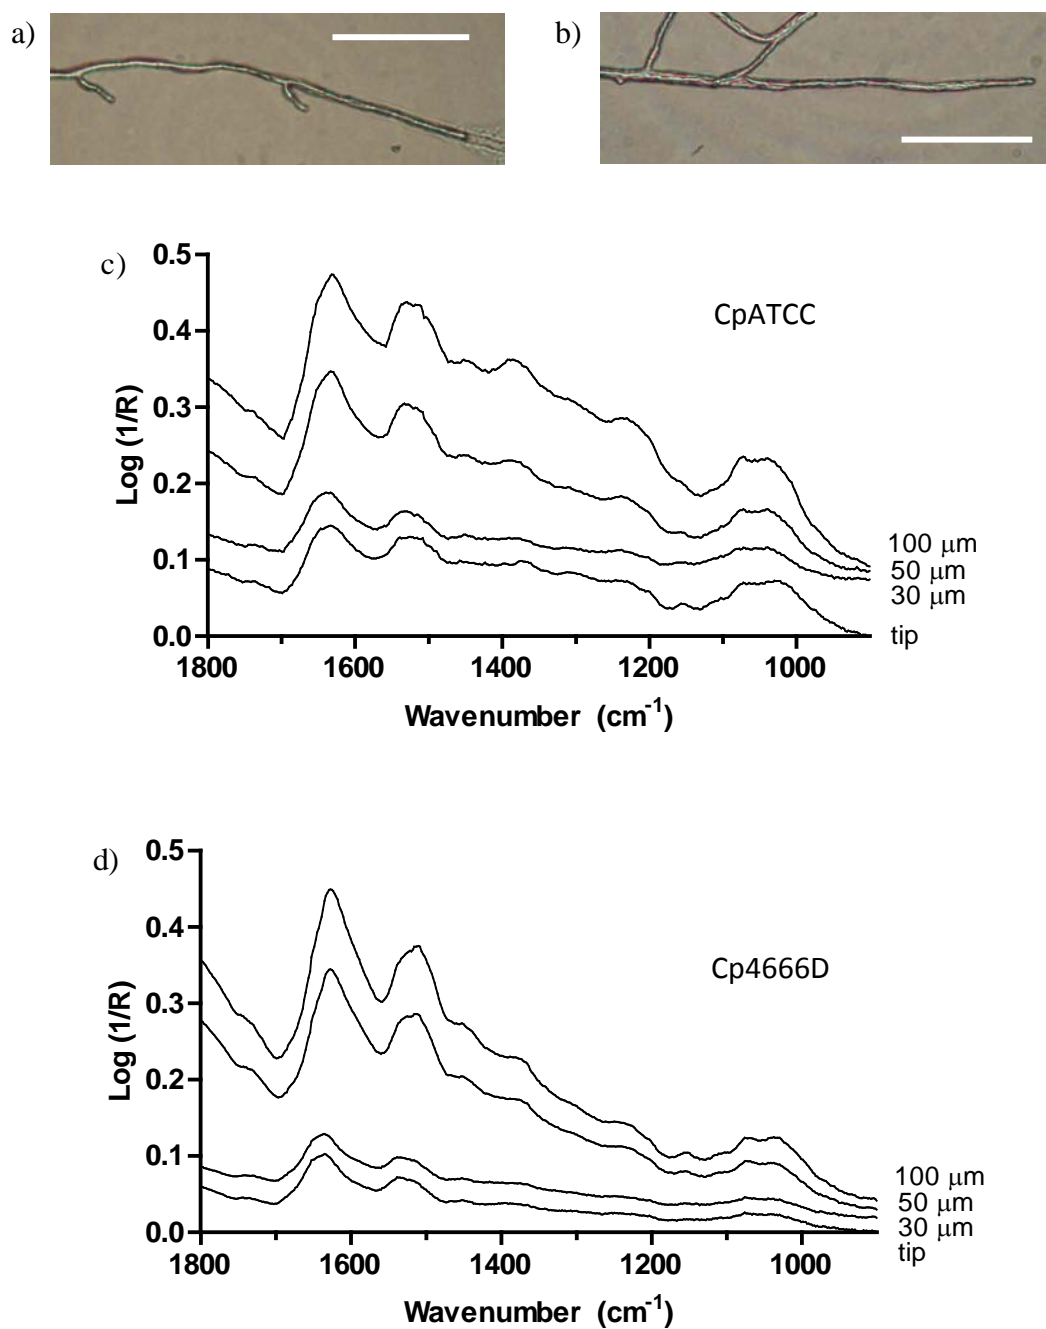 a)
b)
c)
0.5
0.4
0.3
0.2
0.1
0.0
Log (1/R)
CpATCC
100 μm
50 μm
30 μm
tip
1800 1600 1400 1200 1000
Wavenumber (cm⁻¹)
d)
0.5
0.4
0.3
0.2
0.1
0.0
Log (1/R)
Cp4666D
100 μm
50 μm
30 μm
tip
1800 1600 1400 1200 1000
Wavenumber (cm⁻¹)